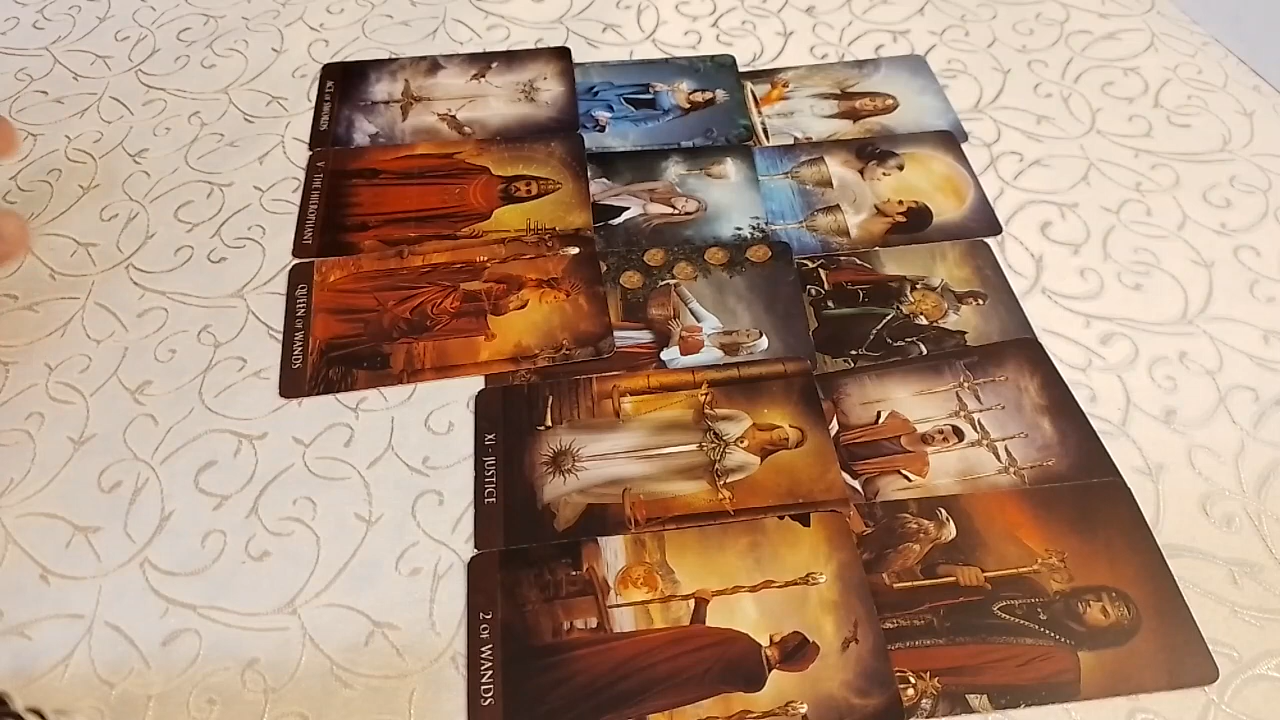 ACE OF SWORDS
V - THE HIEROPHANT
QUEEN OF WANDS
XI - JUSTICE
2 OF WANDS